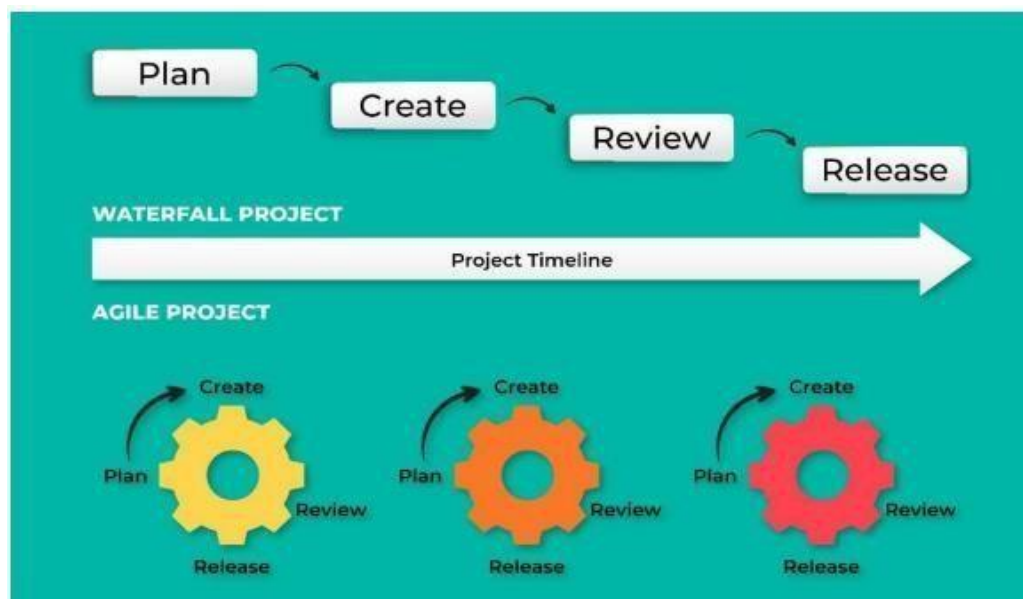 Plan
Create
Review
Release
WATERFALL PROJECT
Project Timeline
AGILE PROJECT
Create
Plan
Review
Release
Create
Plan
Review
Release
Create
Plan
Review
Release